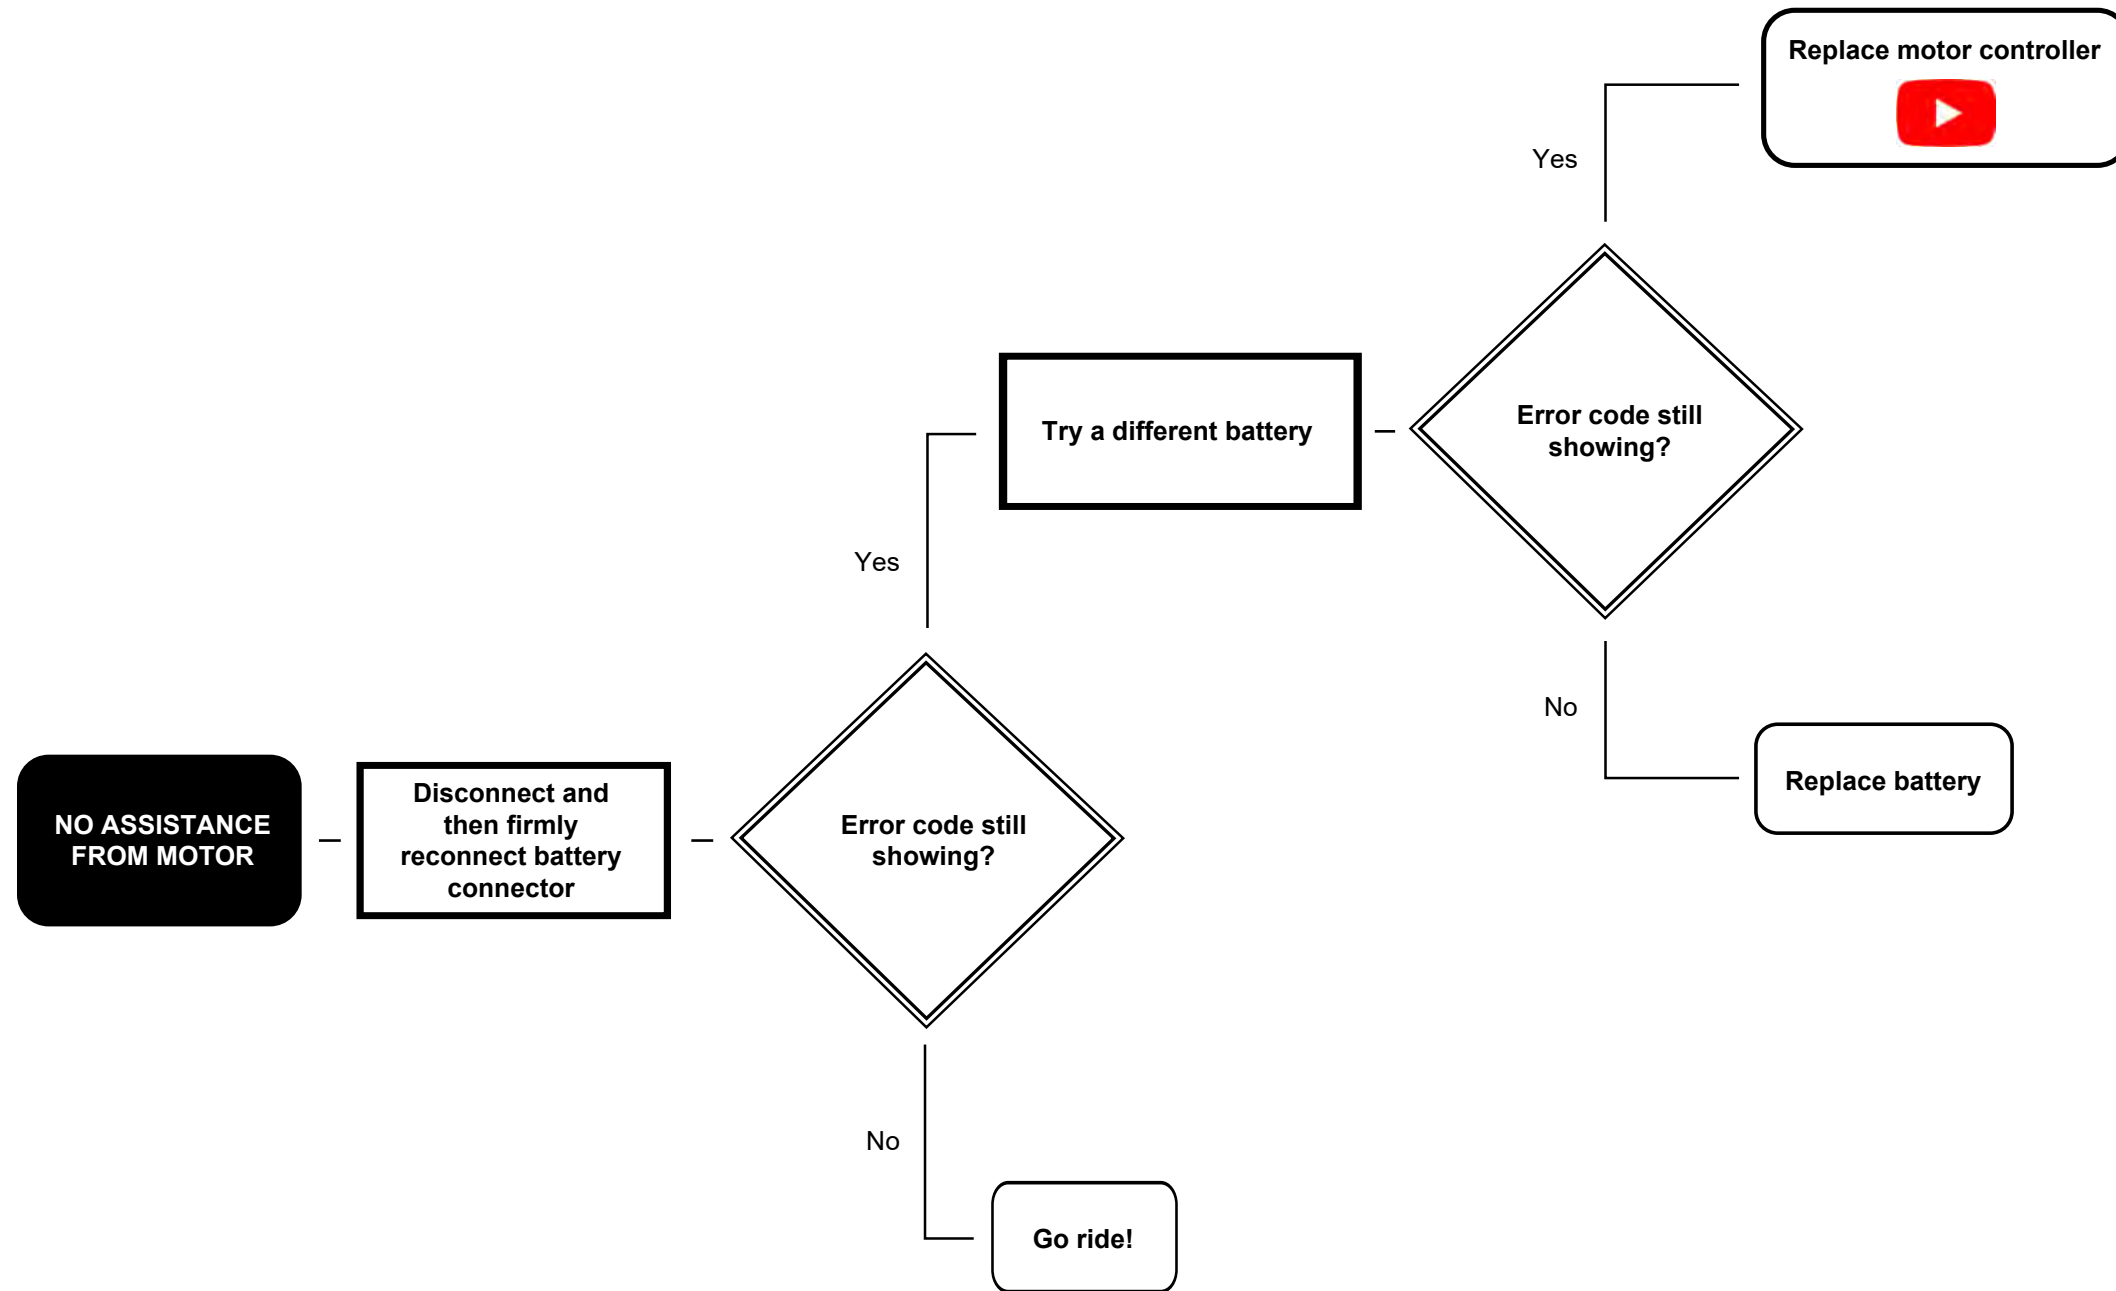 Replace motor controller
Yes
Error code still
showing?
Try a different battery
Yes
No
Replace battery
NO ASSISTANCE
FROM MOTOR
Disconnect and
then firmly
reconnect battery
connector
Error code still
showing?
No
Go ride!